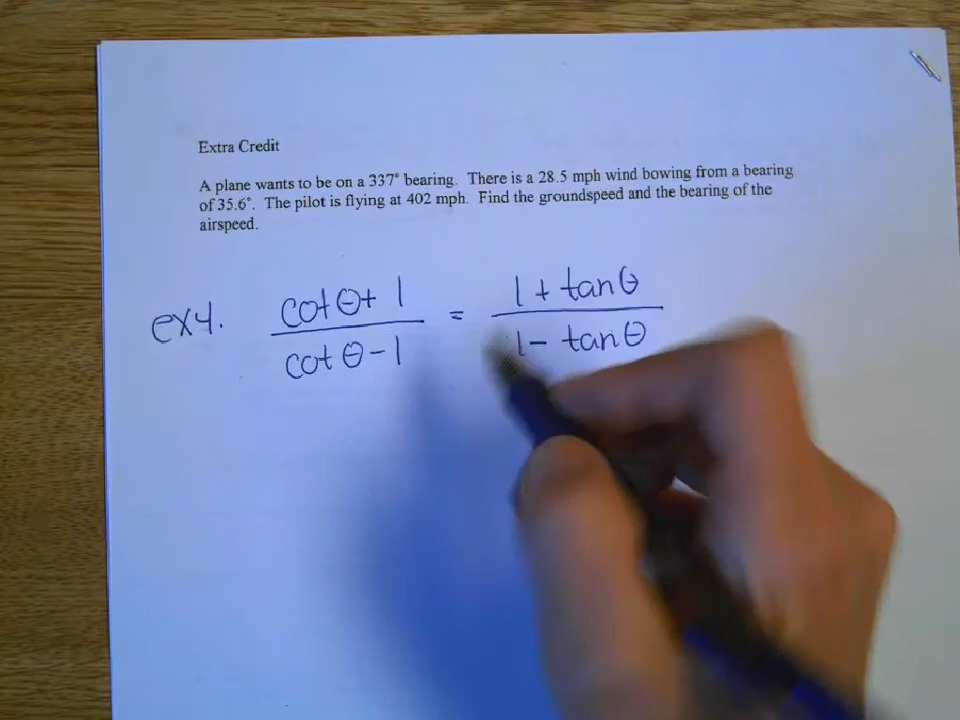 Extra Credit
A plane wants to be on a 337° bearing. There is a 28.5 mph wind bowing from a bearing
of 35.6°. The pilot is flying at 402 mph. Find the groundspeed and the bearing of the
airspeed.
ex4. cot θ + 1 / cot θ - 1 = 1 + tan θ / 1 - tan θ